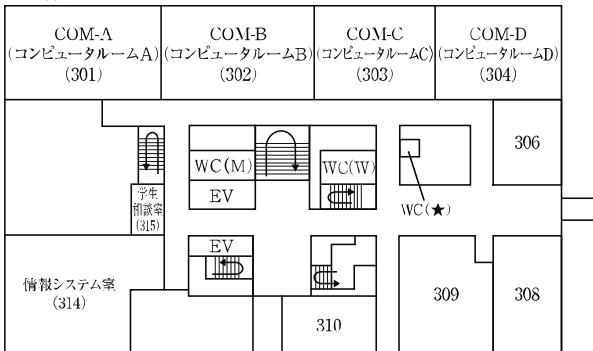 COM-A
(コンピュータルームA)
(301)
COM-B
(コンピュータルームB)
(302)
COM-C
(コンピュータルームC)
(303)
COM-D
(コンピュータルームD)
(304)
306
WC(M)
WC(W)
EV
WC(★)
学生
相談室
(315)
EV
情報システム室
(314)
310
309
308